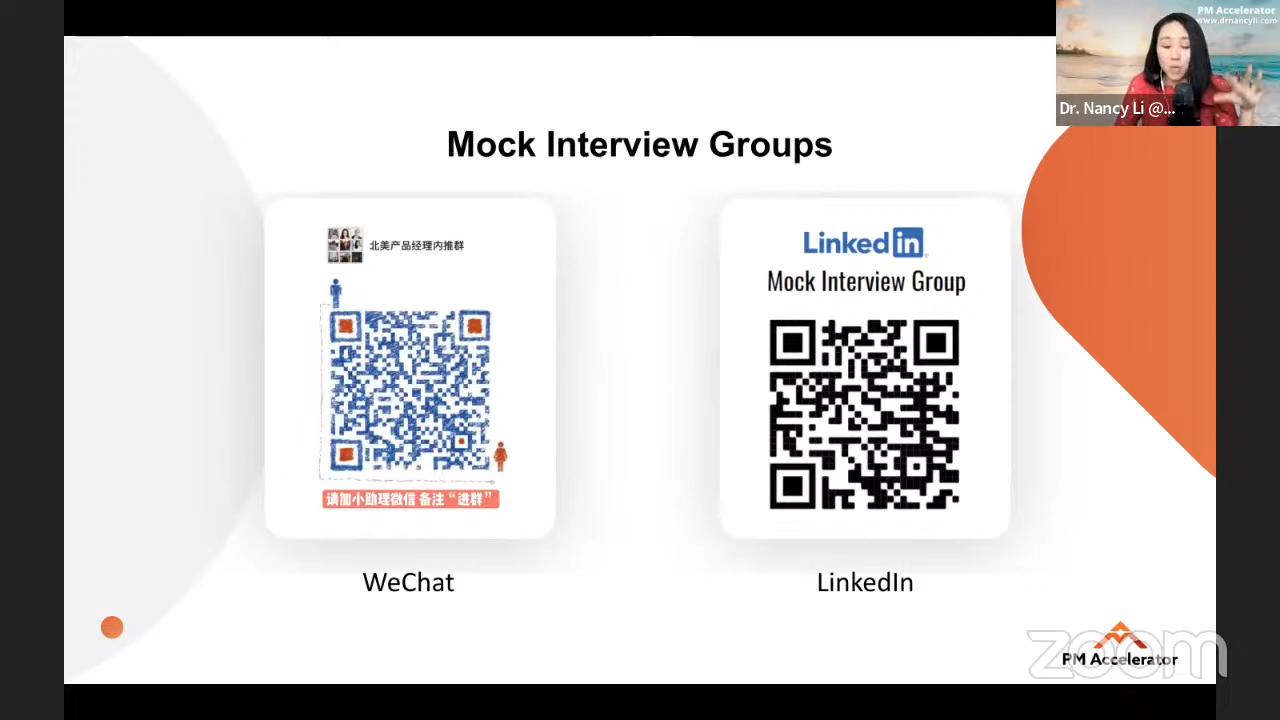 PM Accelerator
www.drnancyli.com
Dr. Nancy Li @...
Mock Interview Groups
北美产品经理内推群
请加小助理微信 备注“进群”
WeChat
Linked in
Mock Interview Group
LinkedIn
zoom
PM Accelerator